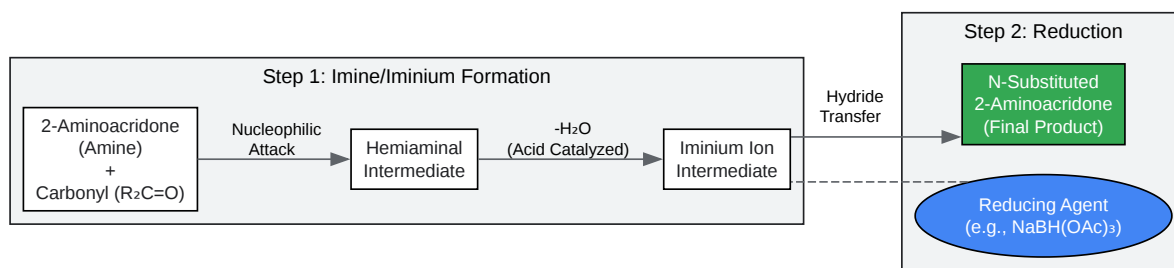 Step 1: Imine/Iminium Formation
2-Aminoacridone
(Amine)
+
Carbonyl (R₂C=O)
Nucleophilic
Attack
Hemiaminal
Intermediate
-H₂O
(Acid Catalyzed)
Iminium Ion
Intermediate
Hydride
Transfer
Step 2: Reduction
N-Substituted
2-Aminoacridone
(Final Product)
Reducing Agent
(e.g., NaBH(OAc)₃)